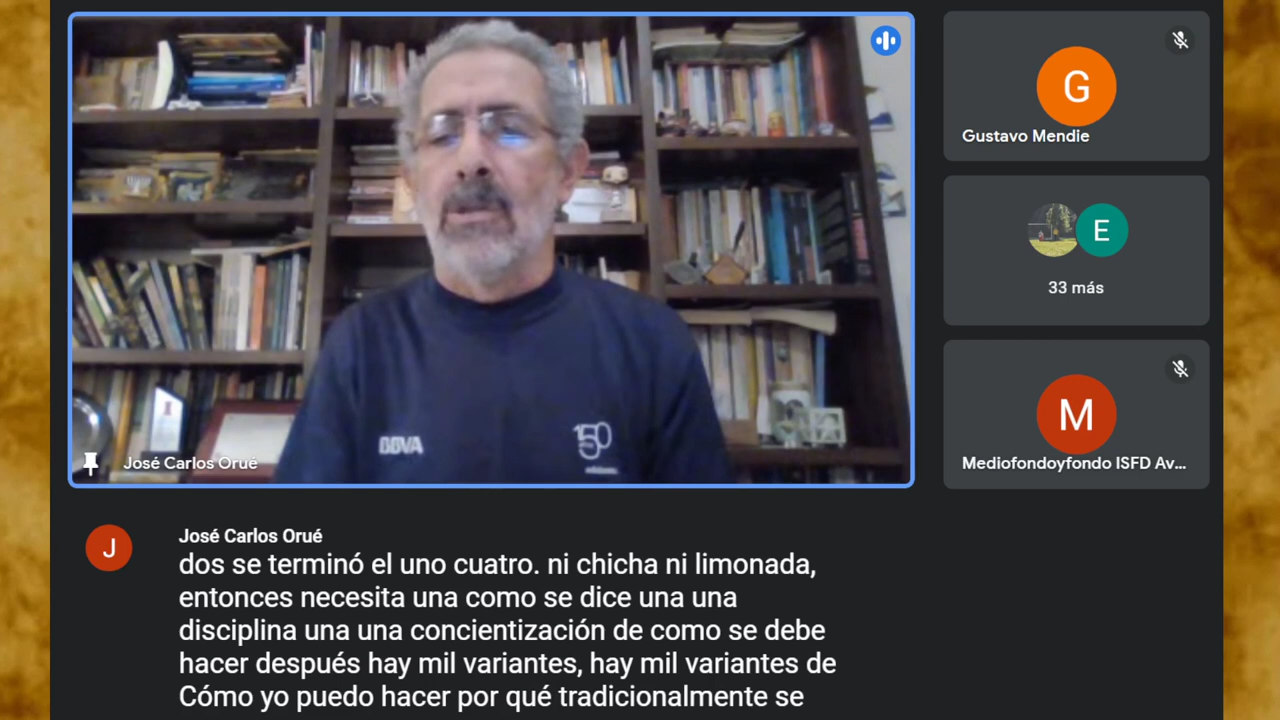 G
Gustavo Mendie
E
33 más
BBVA
150
José Carlos Orué
M
Mediofondoyfondo ISFD Av...
J
José Carlos Orué
dos se terminó el uno cuatro. ni chicha ni limonada,
entonces necesita una como se dice una una
disciplina una una concientización de como se debe
hacer después hay mil variantes, hay mil variantes de
Cómo yo puedo hacer por qué tradicionalmente se